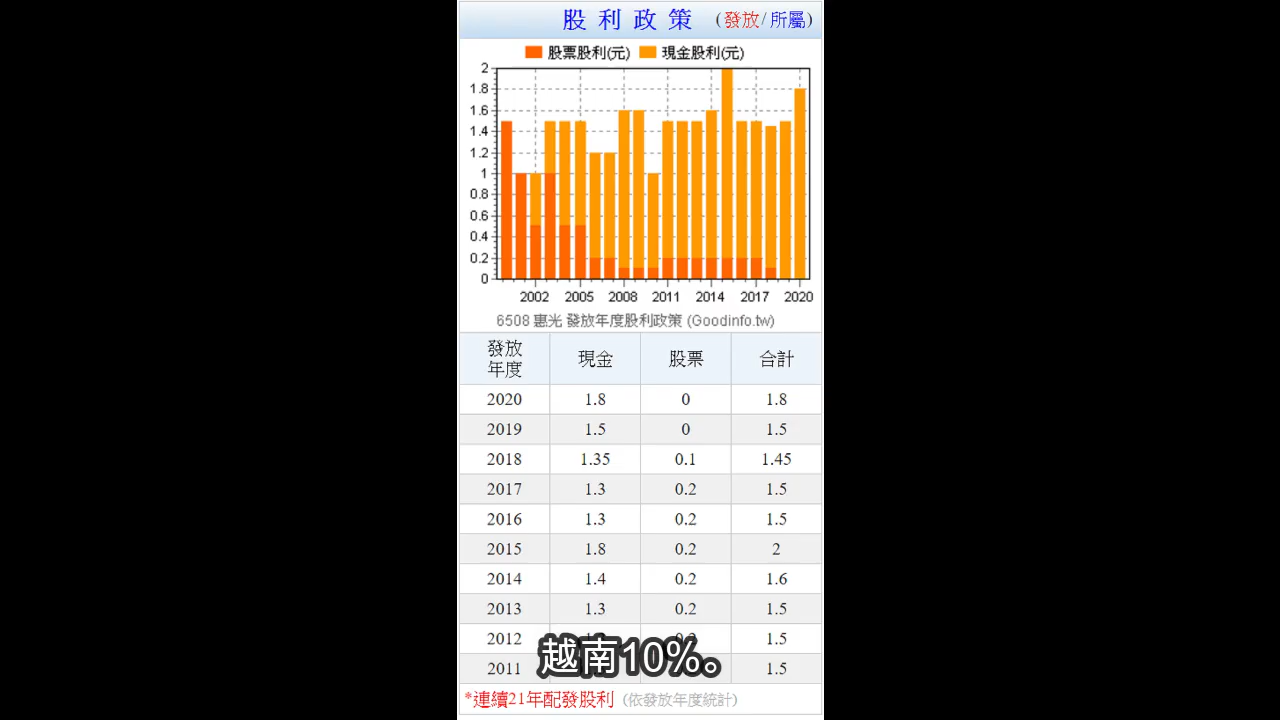 股利政策 (發放/所屬)
股票股利(元) 現金股利(元)
2
1.8
1.6
1.4
1.2
1
0.8
0.6
0.4
0.2
0
2002 2005 2008 2011 2014 2017 2020
6508 惠光 發放年度股利政策 (Goodinfo.tw)
發放年度 現金 股票 合計
2020 1.8 0 1.8
2019 1.5 0 1.5
2018 1.35 0.1 1.45
2017 1.3 0.2 1.5
2016 1.3 0.2 1.5
2015 1.8 0.2 2
2014 1.4 0.2 1.6
2013 1.3 0.2 1.5
2012 1.5
2011 1.5
越南10%。
*連續21年配發股利 (依發放年度統計)